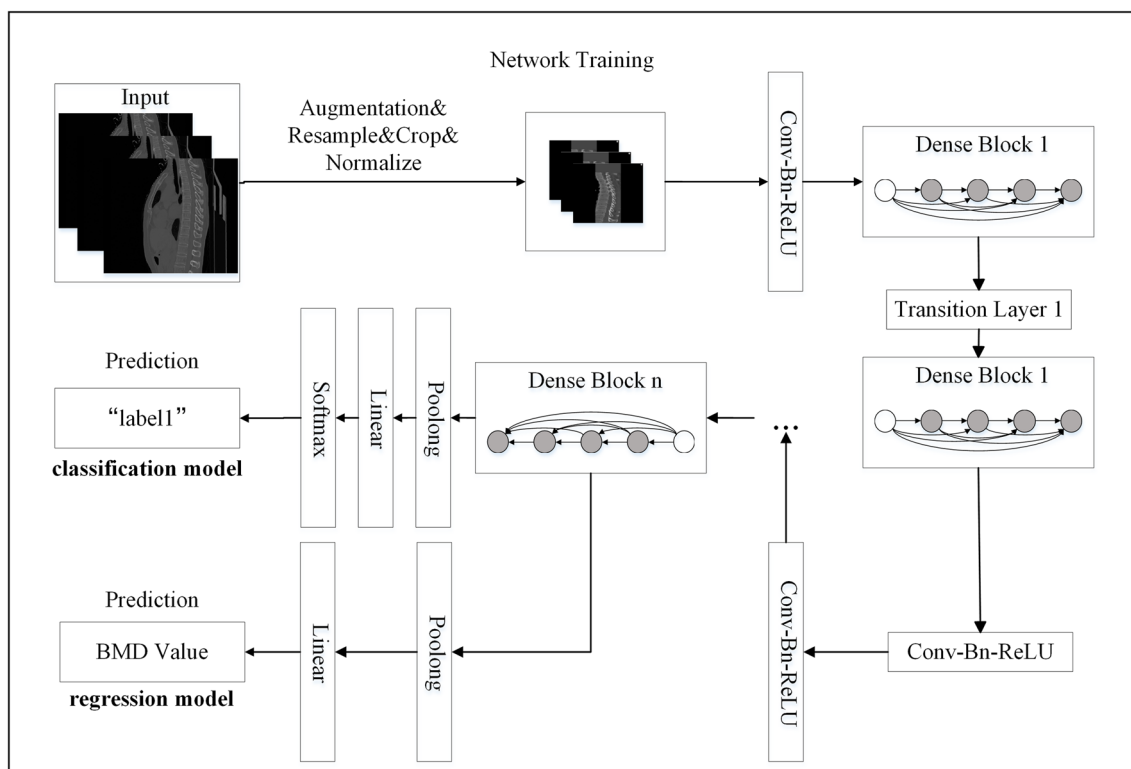 Network Training
Input
Augmentation&
Resample&Crop&
Normalize
Conv-Bn-ReLU
Dense Block 1
Transition Layer 1
Dense Block 1
Conv-Bn-ReLU
Conv-Bn-ReLU
...
Dense Block n
Poolong
Linear
Softmax
Prediction
“label1”
classification model
Poolong
Linear
Prediction
BMD Value
regression model